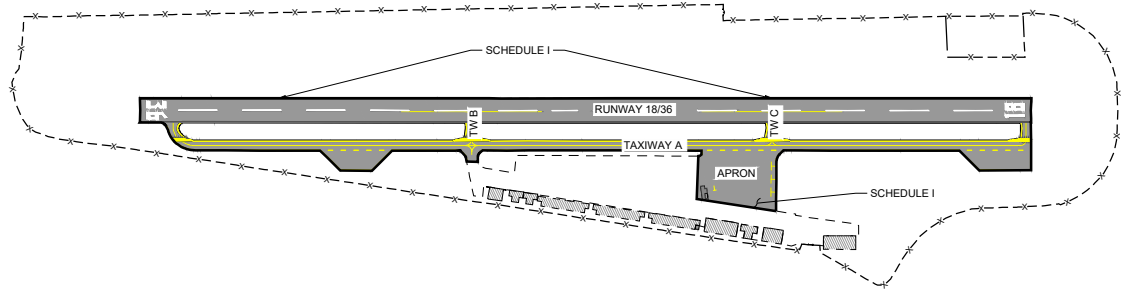 SCHEDULE I
RUNWAY 18/36
TW B
TW C
TAXIWAY A
APRON
SCHEDULE I